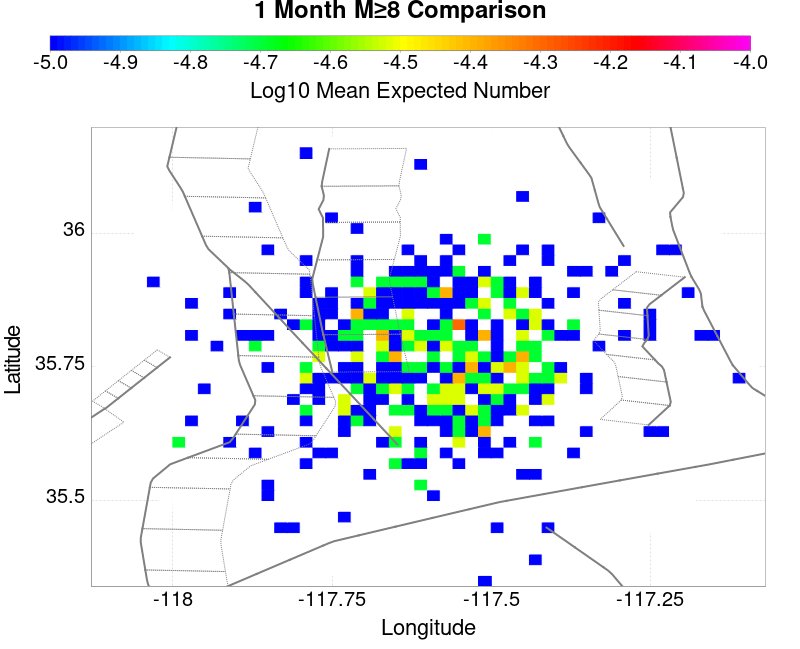 1 Month M≥8 Comparison
-5.0 -4.9 -4.8 -4.7 -4.6 -4.5 -4.4 -4.3 -4.2 -4.1 -4.0
Log10 Mean Expected Number
36
35.75
35.5
Latitude
-118 -117.75 -117.5 -117.25
Longitude